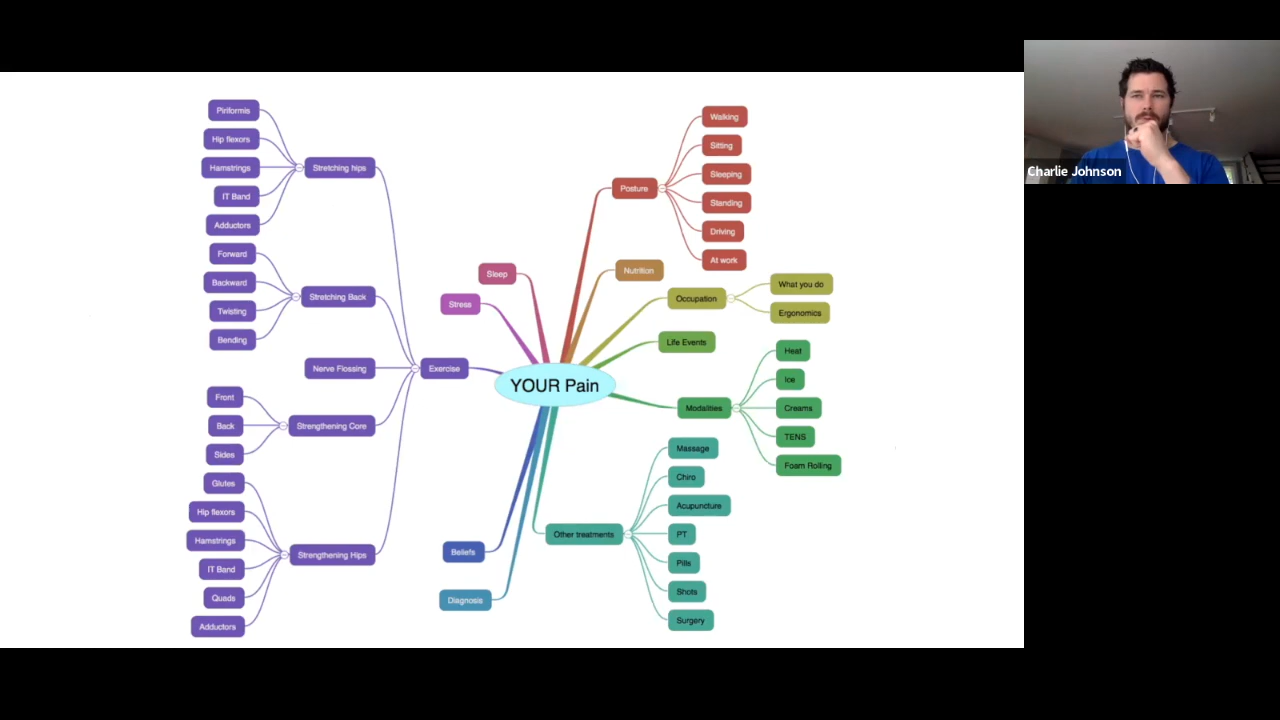 Piriformis
Hip flexors
Hamstrings
IT Band
Adductors
Stretching hips
Forward
Backward
Twisting
Bending
Stretching Back
Nerve Flossing
Exercise
Front
Back
Sides
Strengthening Core
Glutes
Hip flexors
Hamstrings
IT Band
Quads
Adductors
Strengthening Hips
Sleep
Stress
YOUR Pain
Beliefs
Diagnosis
Posture
Walking
Sitting
Sleeping
Standing
Driving
At work
Nutrition
Occupation
What you do
Ergonomics
Life Events
Modalities
Heat
Ice
Creams
TENS
Foam Rolling
Other treatments
Massage
Chiro
Acupuncture
PT
Pills
Shots
Surgery
Charlie Johnson